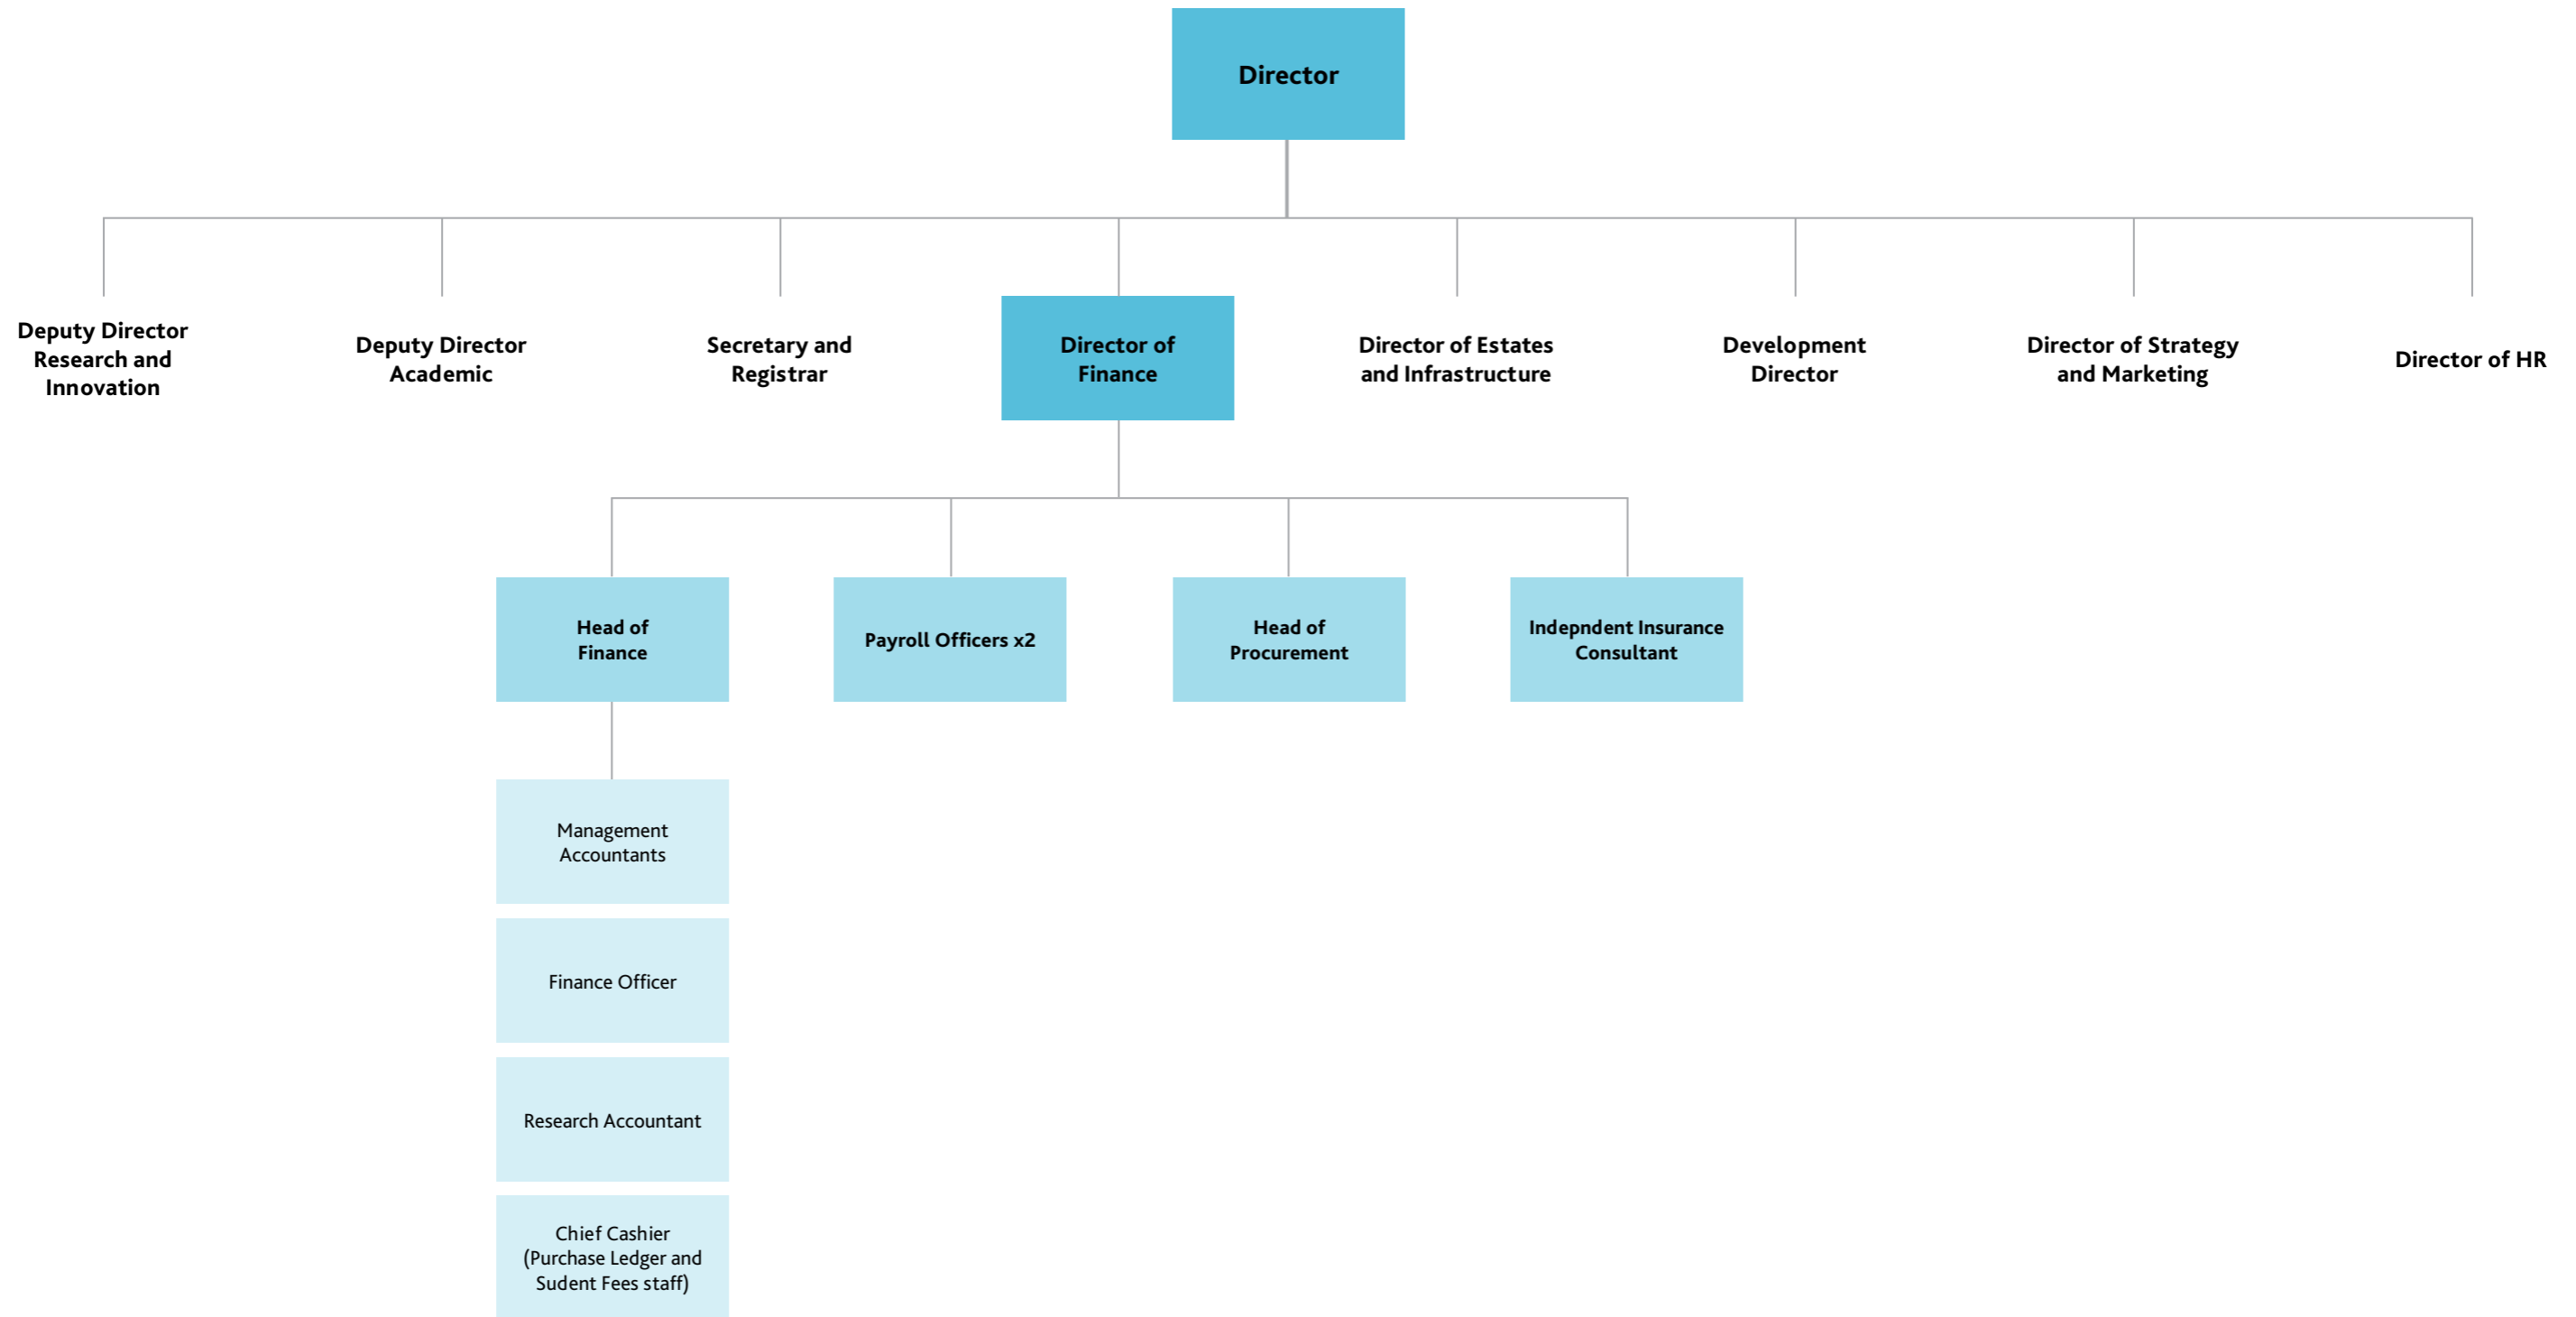 Director
Deputy Director
Research and
Innovation
Deputy Director
Academic
Secretary and
Registrar
Director of
Finance
Director of Estates
and Infrastructure
Development
Director
Director of Strategy
and Marketing
Director of HR
Head of
Finance
Payroll Officers x2
Head of
Procurement
Indepndent Insurance
Consultant
Management
Accountants
Finance Officer
Research Accountant
Chief Cashier
(Purchase Ledger and
Sudent Fees staff)